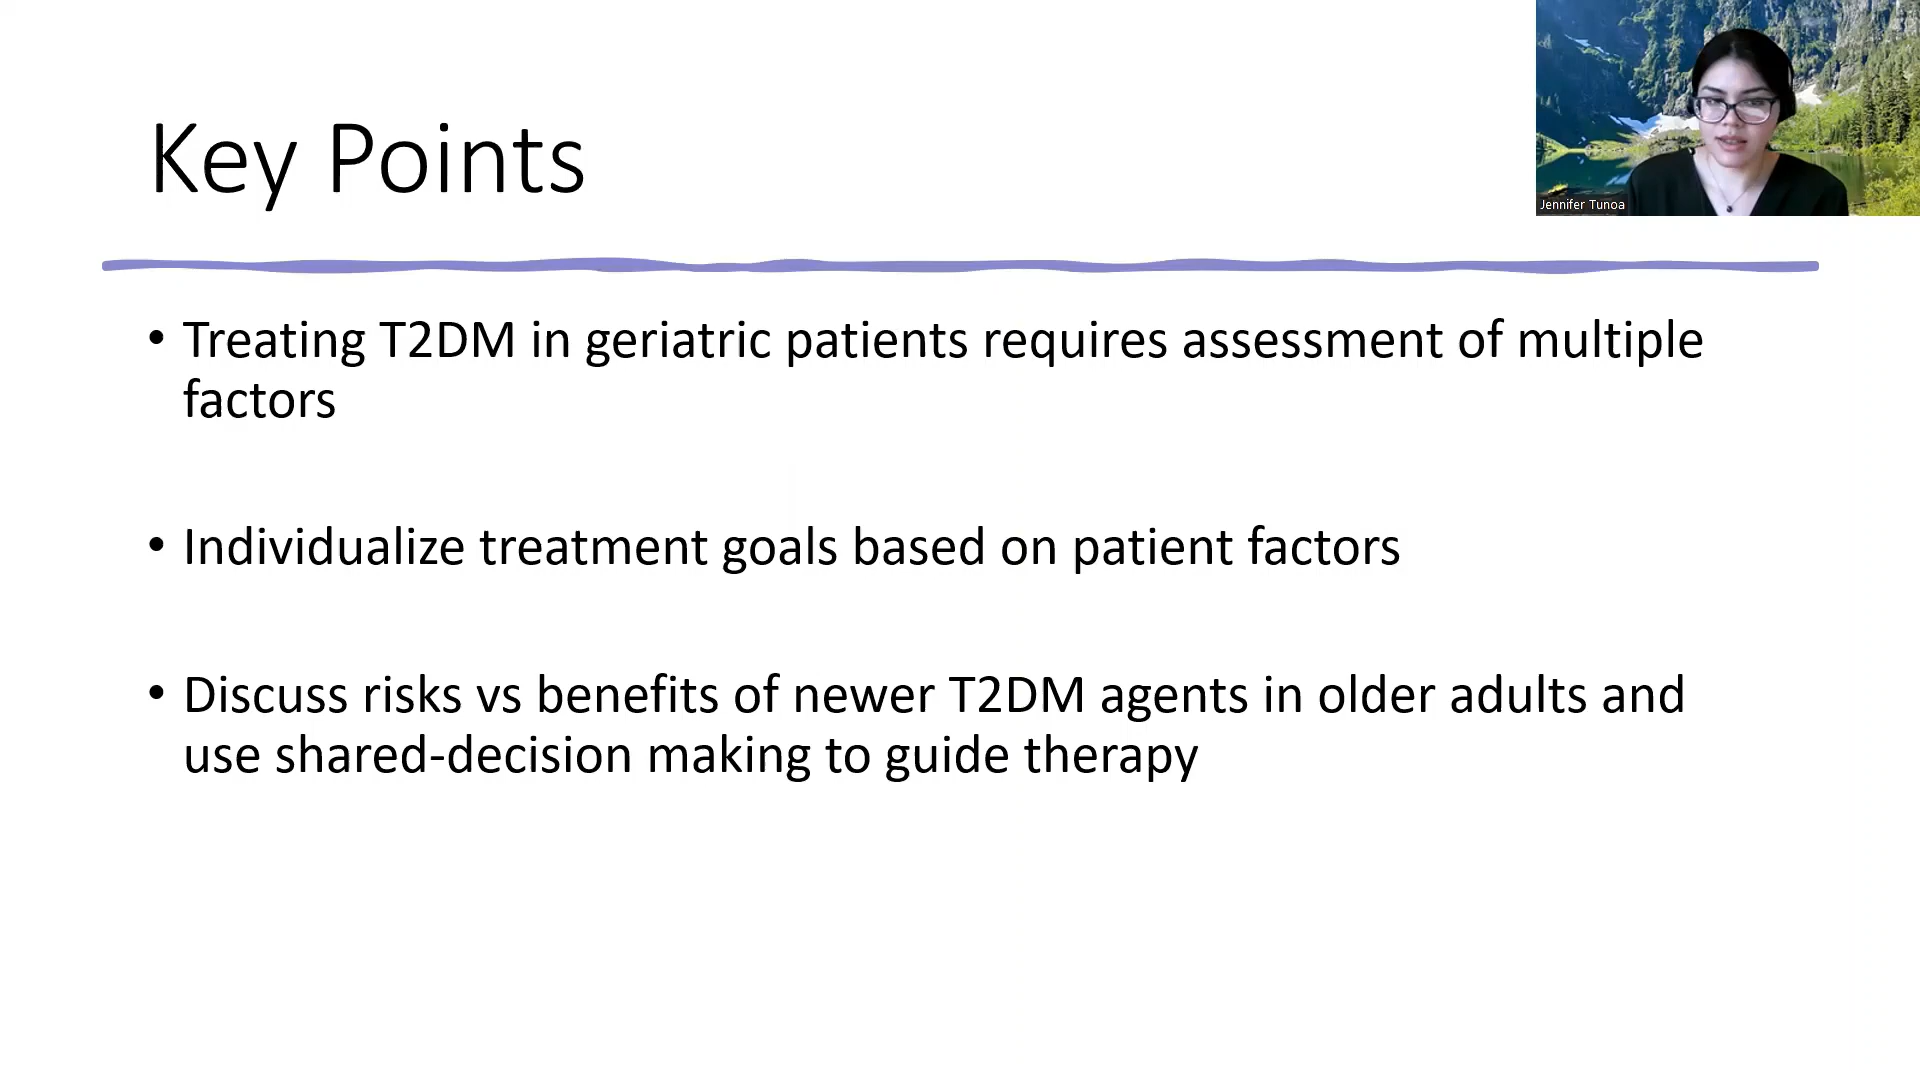 Key Points
Jennifer Tunoa
• Treating T2DM in geriatric patients requires assessment of multiple
factors
• Individualize treatment goals based on patient factors
• Discuss risks vs benefits of newer T2DM agents in older adults and
use shared-decision making to guide therapy